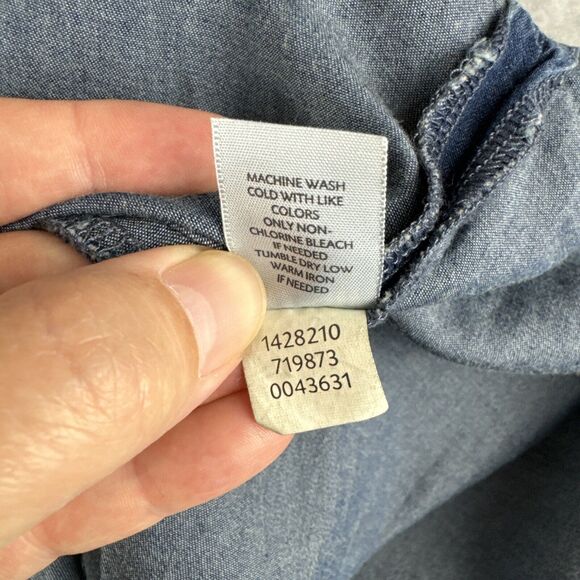 MACHINE WASH
COLD WITH LIKE
COLORS
ONLY NON-
CHLORINE BLEACH
IF NEEDED
TUMBLE DRY LOW
WARM IRON
IF NEEDED
1428210
719873
0043631